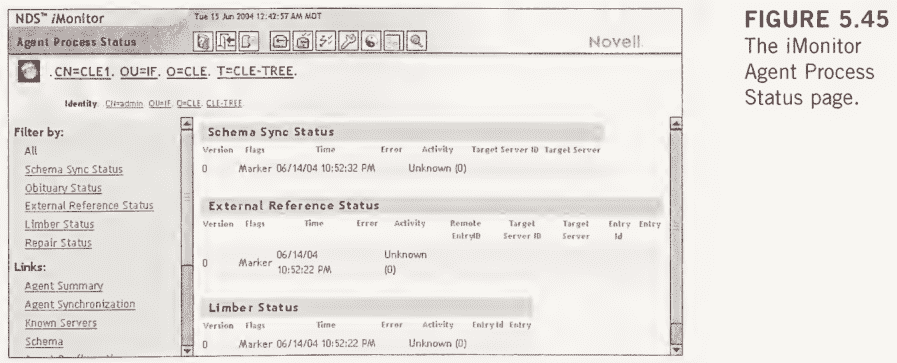 NDS™ iMonitor
Tue 15 Jun 2004 12:42:57 AM MDT
Agent Process Status
Novell
.CN=CLE1. OU=IF. O=CLE. T=CLE-TREE.
Identity: CN=admin. OU=IF. O=CLE. CLE-TREE
Filter by:
All
Schema Sync Status
Obituary Status
External Reference Status
Limber Status
Repair Status
Links:
Agent Summary
Agent Synchronization
Known Servers
Schema
Schema Sync Status
Version Flags Time Error Activity Target Server ID Target Server
0 Marker 06/14/04 10:52:32 PM Unknown (0)
External Reference Status
Version Flags Time Error Activity Remote EntryID Target Server ID Target Server Entry Id Entry
0 Marker 06/14/04 10:52:22 PM Unknown (0)
Limber Status
Version Flags Time Error Activity Entry Id Entry
0 Marker 06/14/04 10:52:22 PM Unknown (0)
FIGURE 5.45
The iMonitor
Agent Process
Status page.